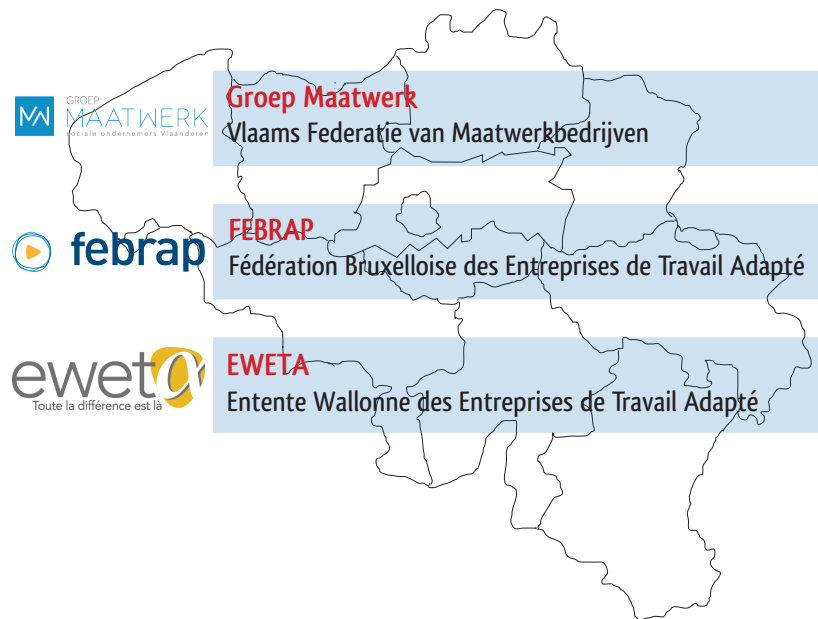 GROEP
MAATWERK
sociale ondernemers Vlaanderen
Groep Maatwerk
Vlaams Federatie van Maatwerkbedrijven
febrap
FEBRAP
Fédération Bruxelloise des Entreprises de Travail Adapté
eweta
Toute la différence est là
EWETA
Entente Wallonne des Entreprises de Travail Adapté